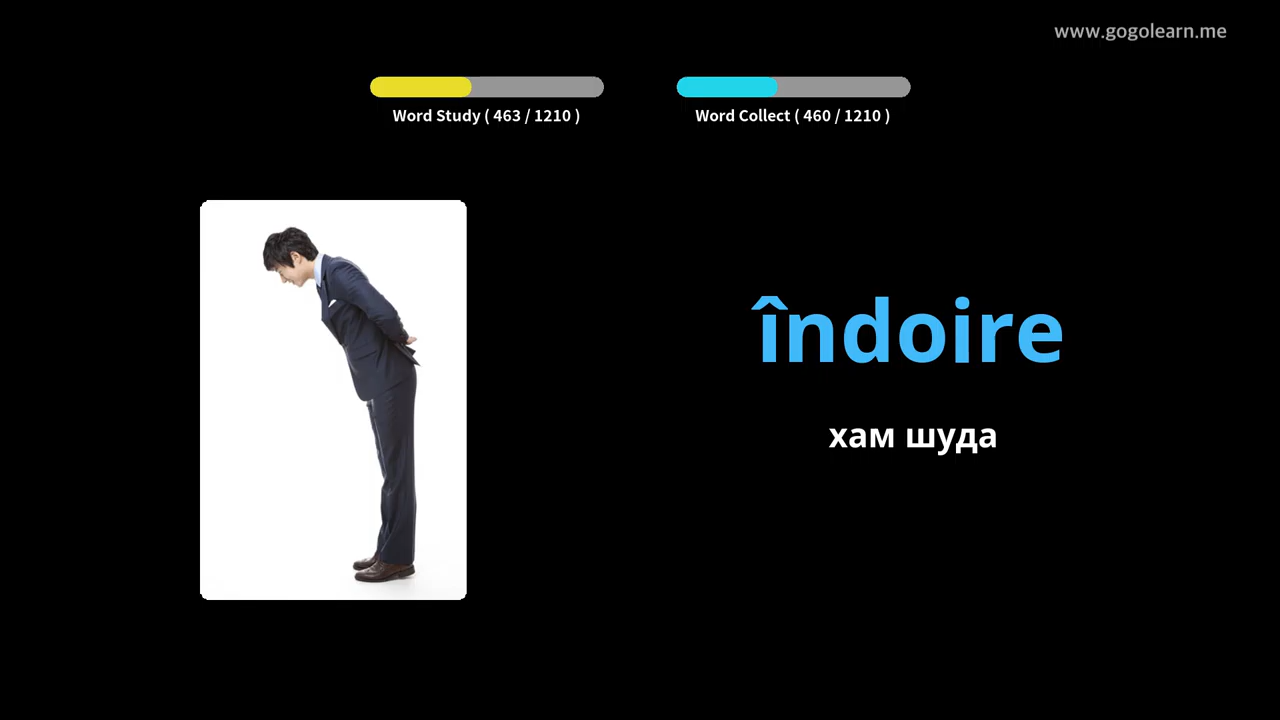 www.gogolearn.me
Word Study ( 463 / 1210 )
Word Collect ( 460 / 1210 )
îndoire
хам шуда